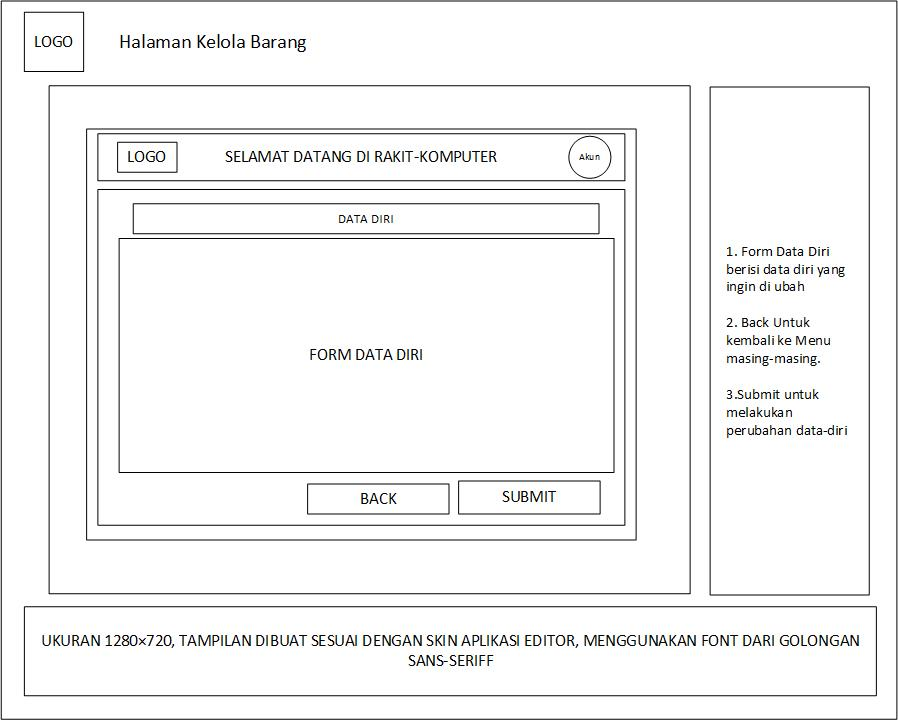 LOGO
Halaman Kelola Barang
LOGO
SELAMAT DATANG DI RAKIT-KOMPUTER
Akun
DATA DIRI
FORM DATA DIRI
BACK
SUBMIT
1. Form Data Diri
berisi data diri yang
ingin di ubah
2. Back Untuk
kembali ke Menu
masing-masing.
3.Submit untuk
melakukan
perubahan data-diri
UKURAN 1280×720, TAMPILAN DIBUAT SESUAI DENGAN SKIN APLIKASI EDITOR, MENGGUNAKAN FONT DARI GOLONGAN
SANS-SERIFF